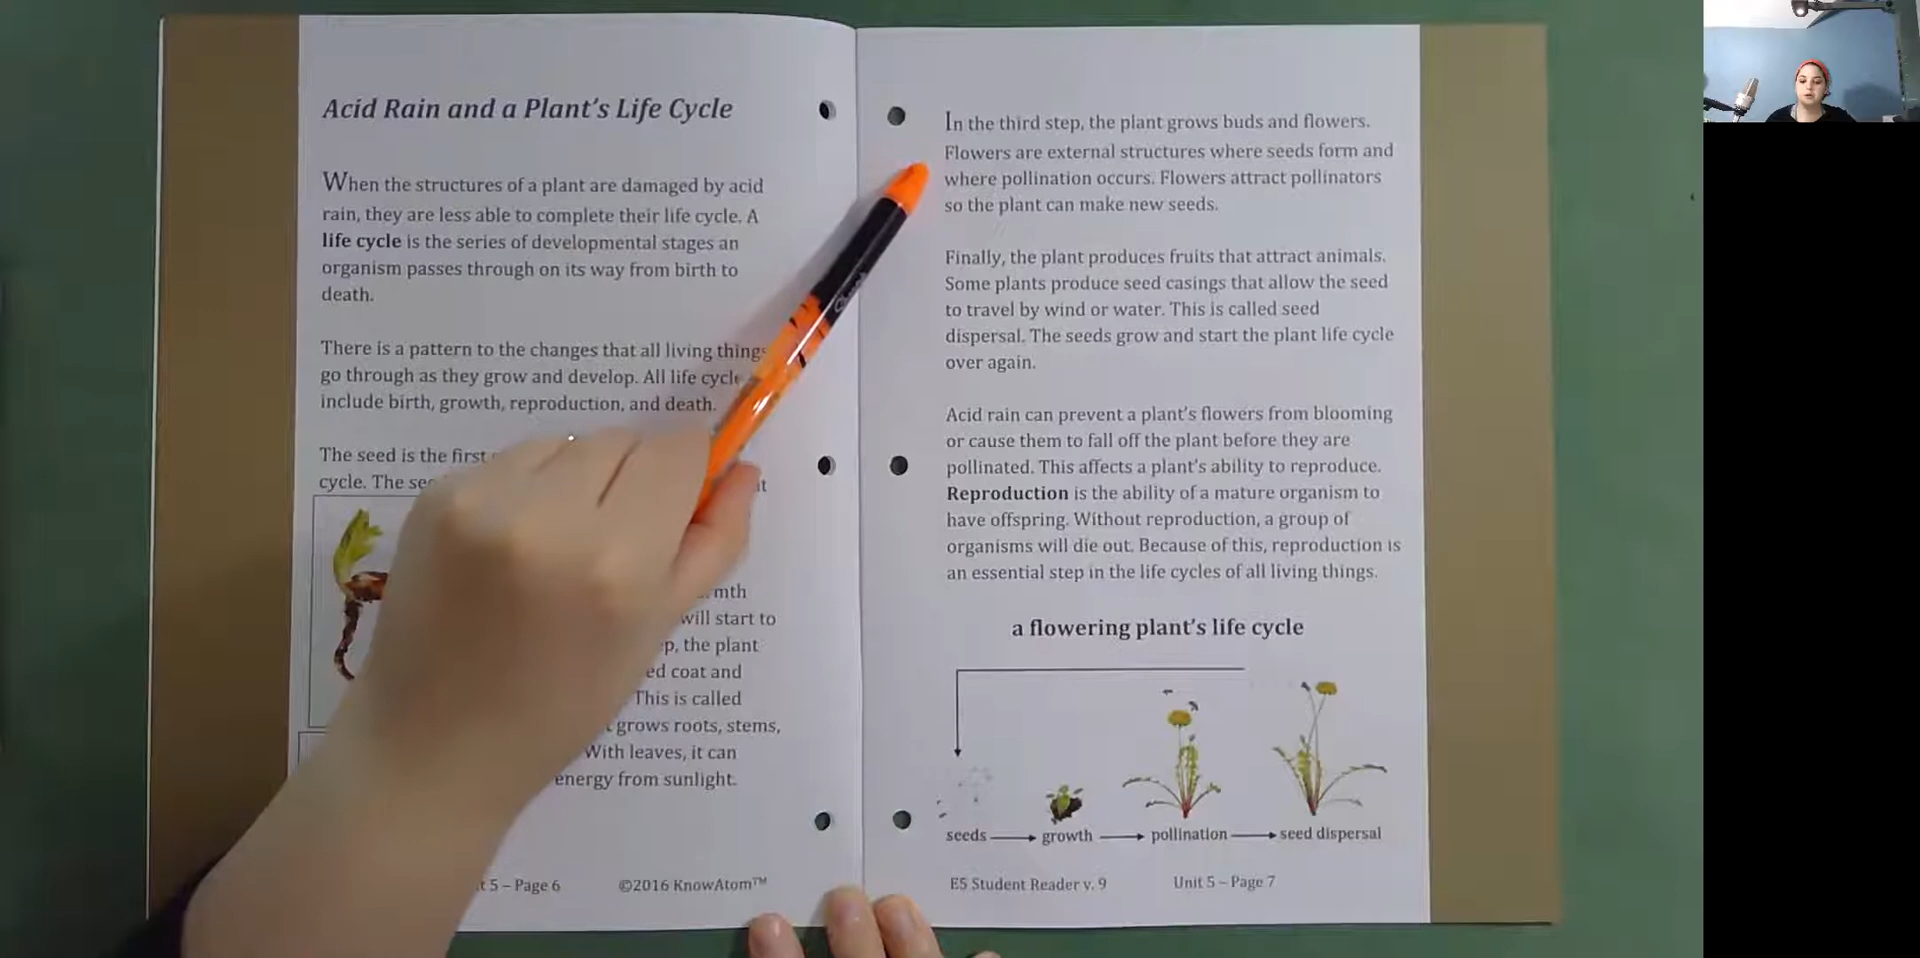 Acid Rain and a Plant's Life Cycle
When the structures of a plant are damaged by acid
rain, they are less able to complete their life cycle. A
life cycle is the series of developmental stages an
organism passes through on its way from birth to
death.
There is a pattern to the changes that all living things
go through as they grow and develop. All life
include birth, growth, reproduction, and death.
The seed is the first
cycle. The
will start to
the plant
coat and
This is called
grows roots, stems,
With leaves, it can
energy from sunlight.
5 – Page 6 ©2016 KnowAtom™
In the third step, the plant grows buds and flowers.
Flowers are external structures where seeds form and
where pollination occurs. Flowers attract pollinators
so the plant can make new seeds.
Finally, the plant produces fruits that attract animals.
Some plants produce seed casings that allow the seed
to travel by wind or water. This is called seed
dispersal. The seeds grow and start the plant life cycle
over again.
Acid rain can prevent a plant's flowers from blooming
or cause them to fall off the plant before they are
pollinated. This affects a plant's ability to reproduce.
Reproduction is the ability of a mature organism to
have offspring. Without reproduction, a group of
organisms will die out. Because of this, reproduction is
an essential step in the life cycles of all living things.
a flowering plant's life cycle
seeds growth pollination seed dispersal
E5 Student Reader v. 9 Unit 5 – Page 7